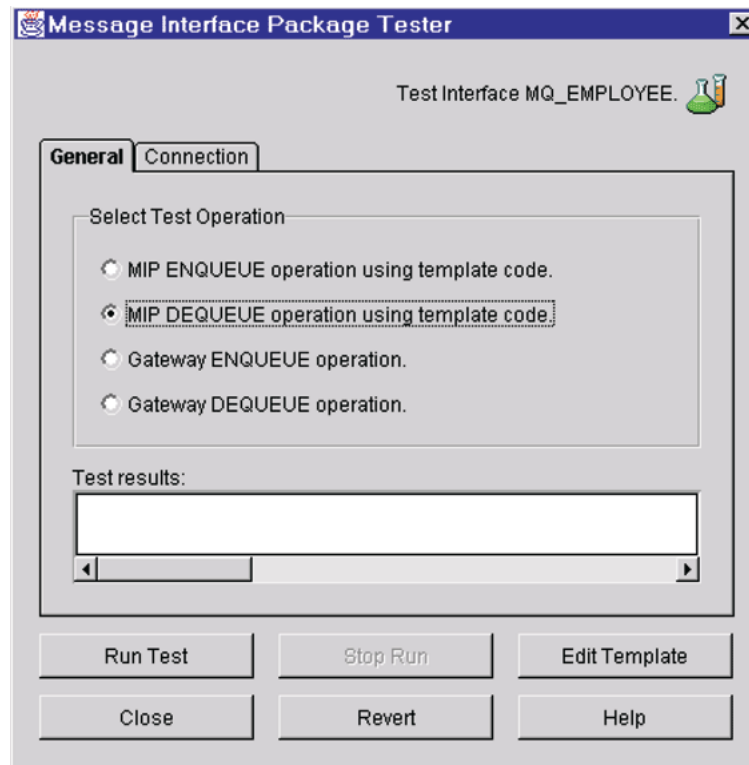 Message Interface Package Tester
Test Interface MQ_EMPLOYEE.
General
Connection
Select Test Operation
MIP ENQUEUE operation using template code.
MIP DEQUEUE operation using template code.
Gateway ENQUEUE operation.
Gateway DEQUEUE operation.
Test results:
Run Test
Stop Run
Edit Template
Close
Revert
Help